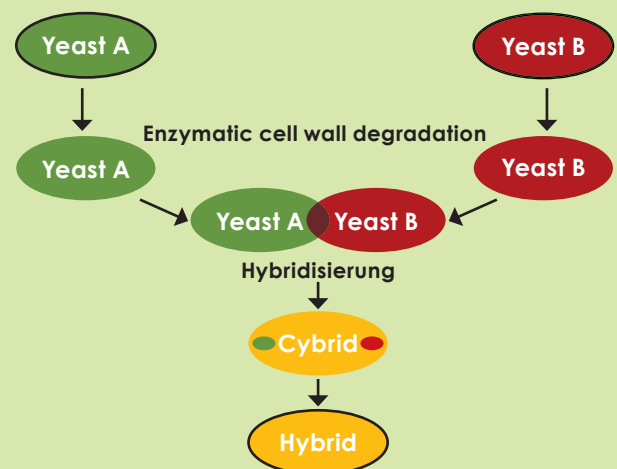 Yeast A
Yeast B
Enzymatic cell wall degradation
Yeast A
Yeast B
Yeast A
Yeast B
Hybridisierung
Cybrid
Hybrid